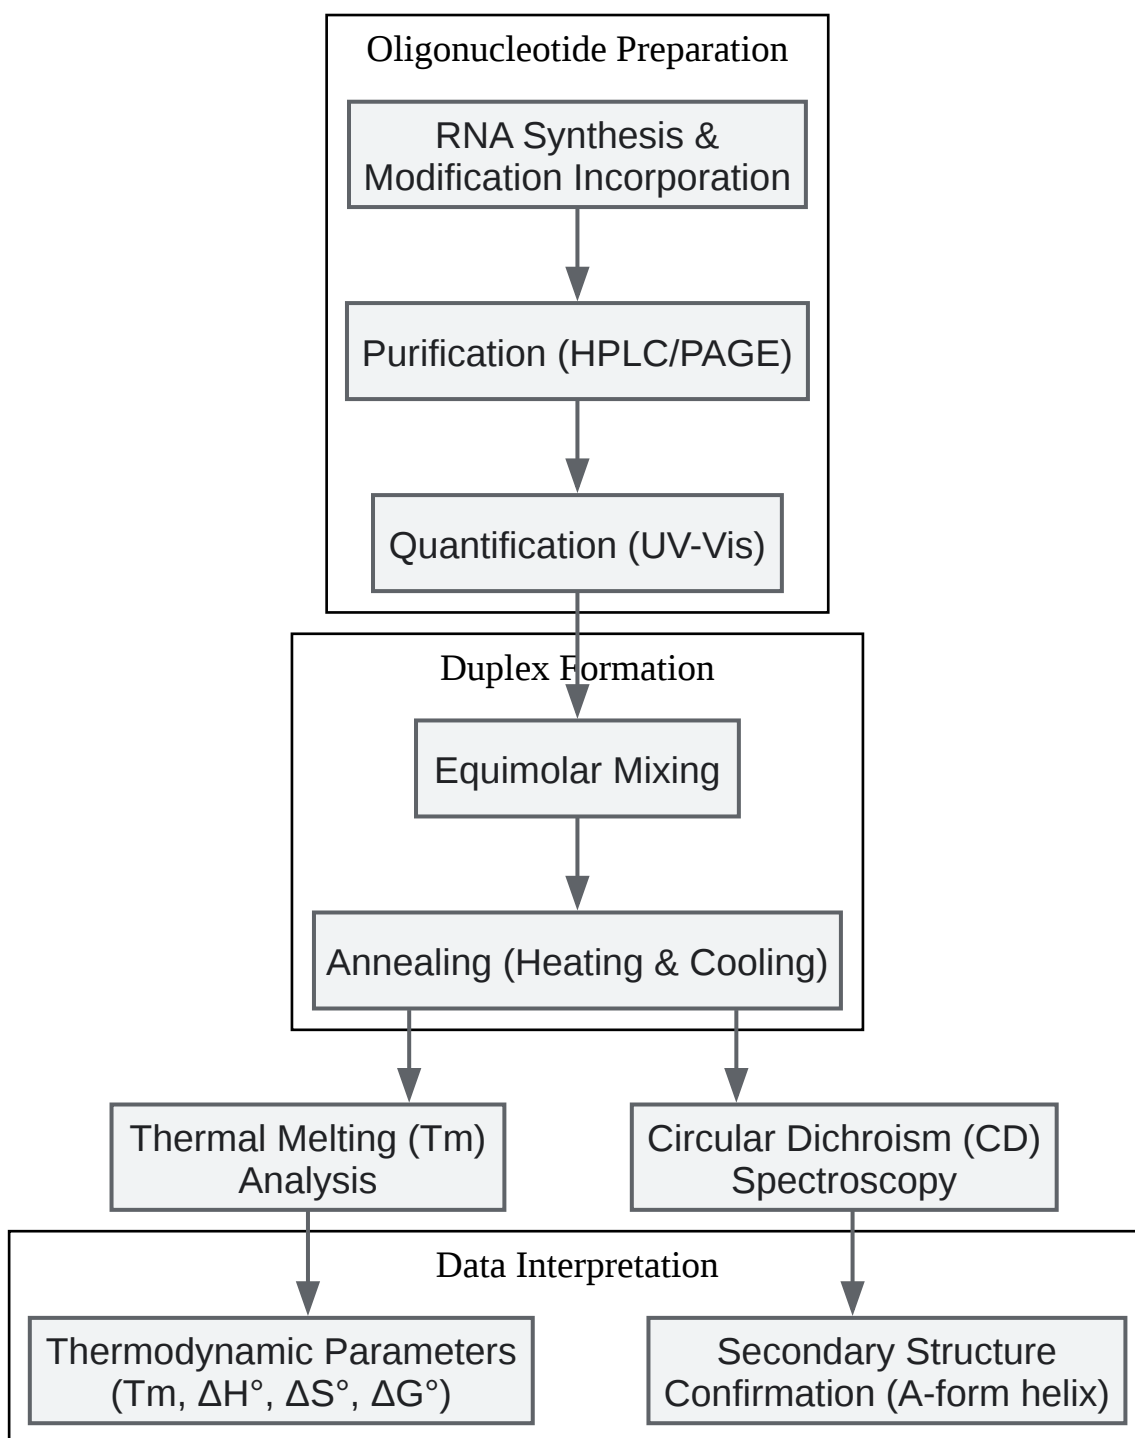 Oligonucleotide Preparation
RNA Synthesis &
Modification Incorporation
Purification (HPLC/PAGE)
Quantification (UV-Vis)
Duplex Formation
Equimolar Mixing
Annealing (Heating & Cooling)
Thermal Melting (Tm)
Analysis
Circular Dichroism (CD)
Spectroscopy
Data Interpretation
Thermodynamic Parameters
(Tm, ΔH°, ΔS°, ΔG°)
Secondary Structure
Confirmation (A-form helix)